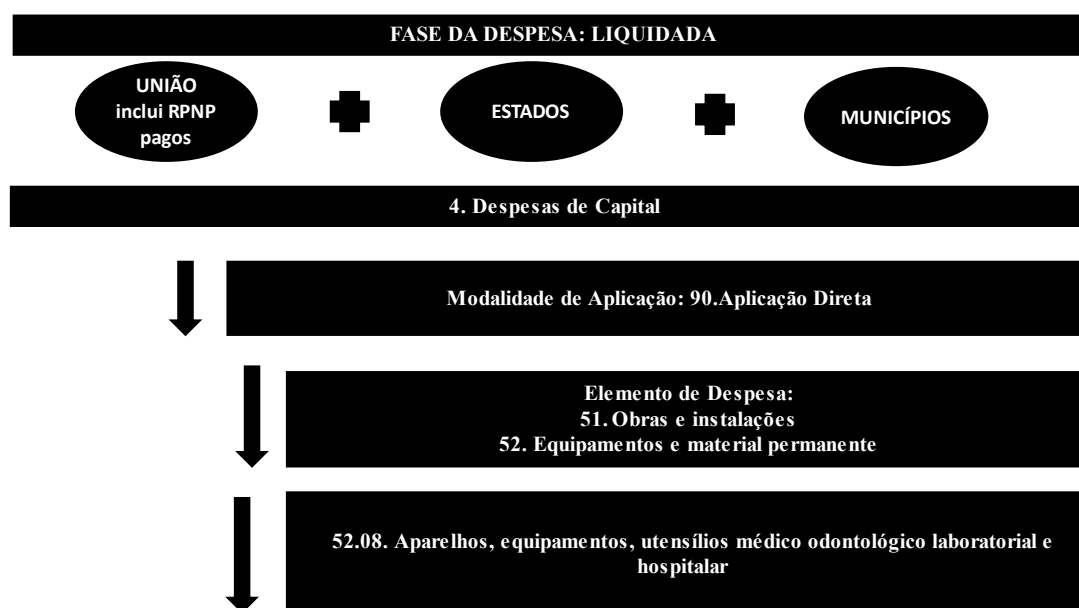 FASE DA DESPESA: LIQUIDADA
UNIÃO
inclui RPNP
pagos
ESTADOS
MUNICÍPIOS
4. Despesas de Capital
Modalidade de Aplicação: 90.Aplicação Direta
Elemento de Despesa:
51. Obras e instalações
52. Equipamentos e material permanente
52.08. Aparelhos, equipamentos, utensílios médico odontológico laboratorial e
hospitalar